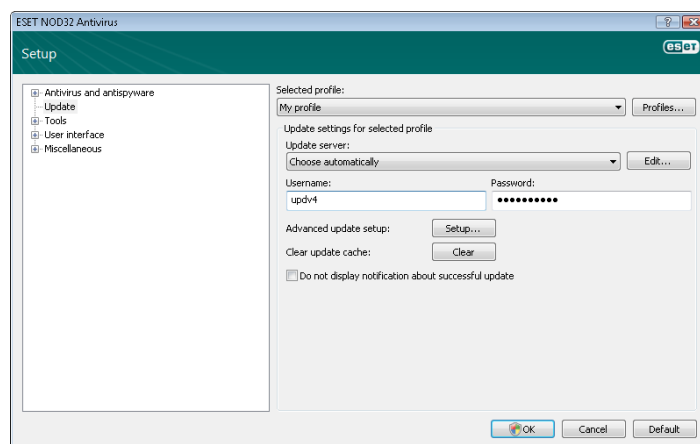 ESET NOD32 Antivirus
Setup
eset
Antivirus and antispyware
Update
Tools
User interface
Miscellaneous
Selected profile:
My profile
Profiles...
Update settings for selected profile
Update server:
Choose automatically
Edit...
Username:
Password:
updv4
●●●●●●●●●●
Advanced update setup:
Setup...
Clear update cache:
Clear
Do not display notification about successful update
OK
Cancel
Default